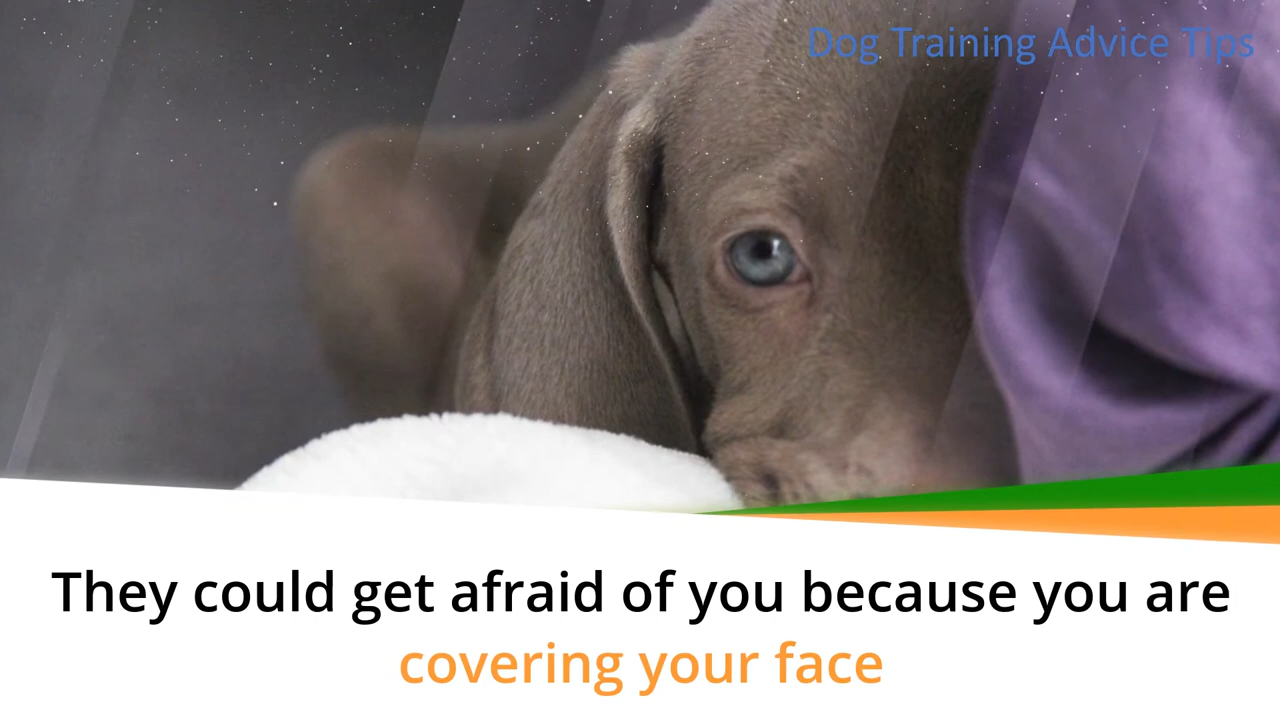 Dog Training Advice Tips
They could get afraid of you because you are
covering your face